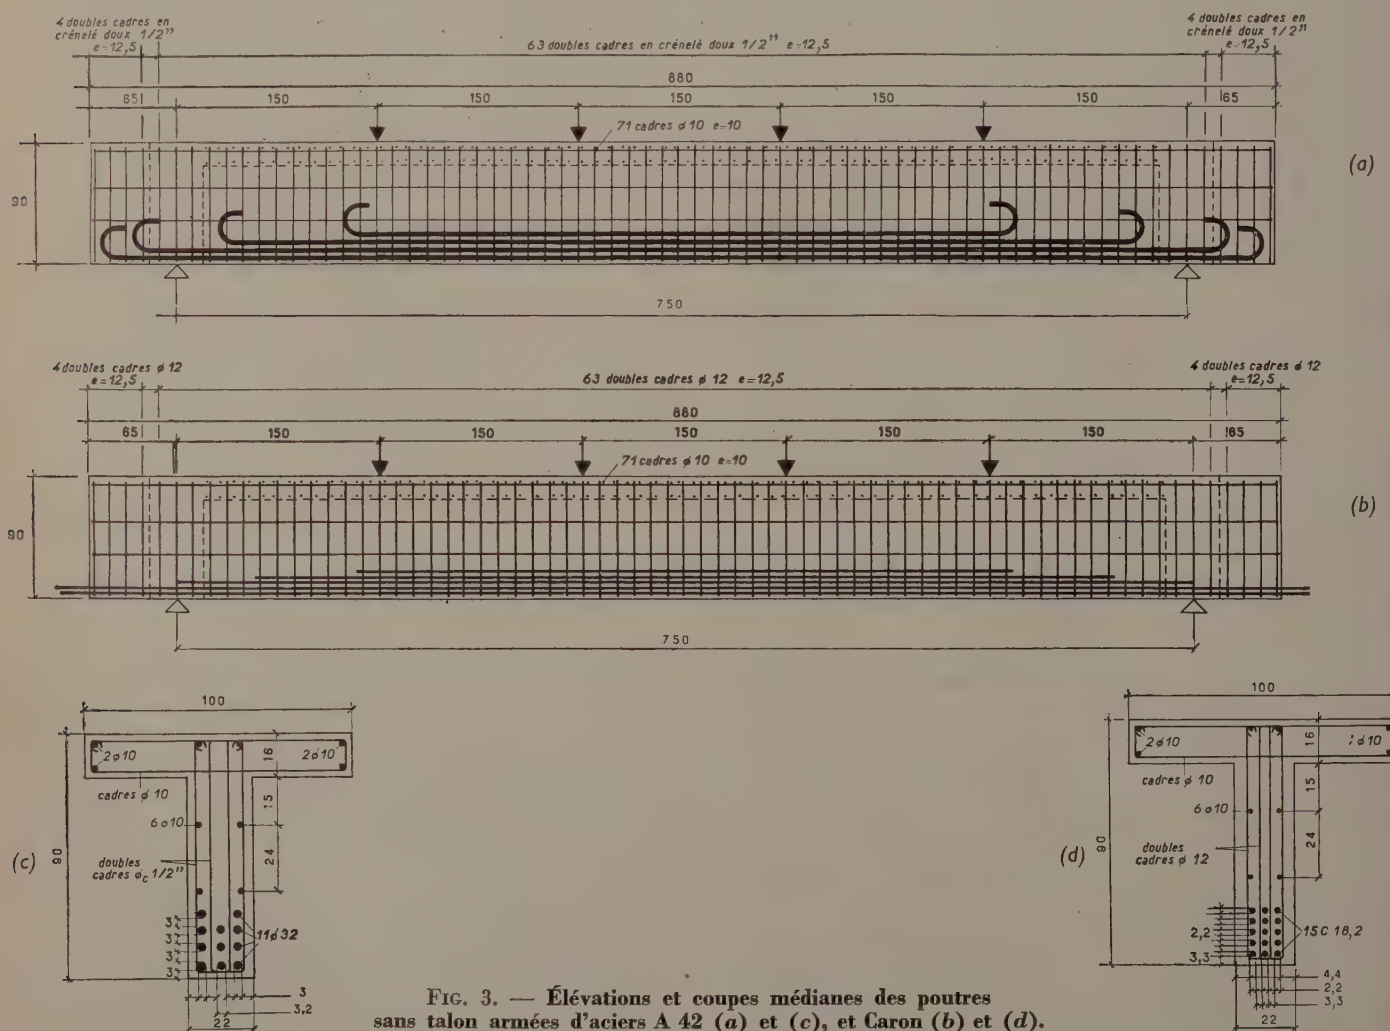 4 doubles cadres en
crénelé doux 1/2"
e=12,5
63 doubles cadres en crénelé doux 1/2" e=12,5
4 doubles cadres en
crénelé doux 1/2"
e=12,5
880
65
150
150
150
150
150
65
71 cadres ø 10 e=10
90
(a)
750
4 doubles cadres ø 12
e=12,5
63 doubles cadres ø 12 e=12,5
4 doubles cadres ø 12
e=12,5
880
65
150
150
150
150
150
65
71 cadres ø 10 e=10
90
(b)
750
100
2ø10
2ø10
cadres ø 10
6ø10
doubles
cadres øc 1/2"
(c)
90
16
15
24
3
3
3
3
11ø32
3
3,2
22
100
2ø10
ø10
cadres ø 10
6ø10
doubles
cadres ø 12
(d)
90
16
15
24
2,2
3,3
15C 18,2
4,4
2,2
3,3
22
FIG. 3. — Élévations et coupes médianes des poutres
sans talon armées d'aciers A 42 (a) et (c), et Caron (b) et (d).